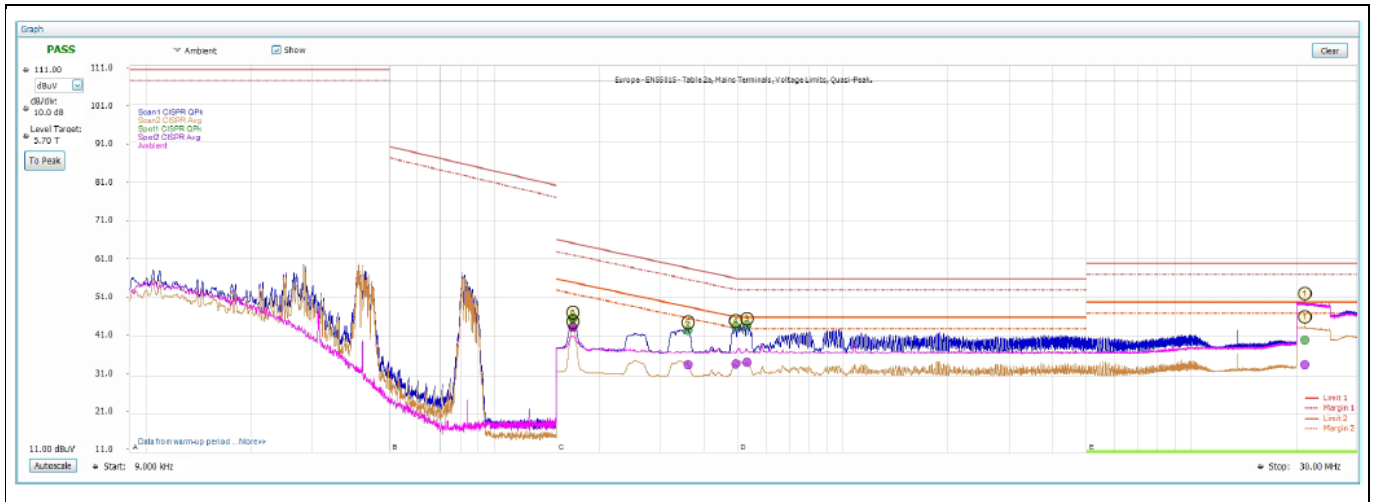 Graph
PASS
Ambient
Show
Clear
111.00
dBuV
dB/div:
10.0 dB
Level Target:
5.70 T
To Peak
111.0
101.0
91.0
81.0
71.0
61.0
51.0
41.0
31.0
21.0
11.0
Europe - EN55015 - Table 2a, Mains Terminals, Voltage Limits, Quasi-Peak.
Scan1 CISPR QPk
Scan2 CISPR Avg
Spot1 CISPR QPk
Spot2 CISPR Avg
Ambient
1
1
5
3
Limit 1
Margin 1
Limit 2
Margin 2
Data from warm-up period .. More>>
A
B
C
D
E
11.00 dBuV
Autoscale
Start: 9.000 kHz
Stop: 30.00 MHz